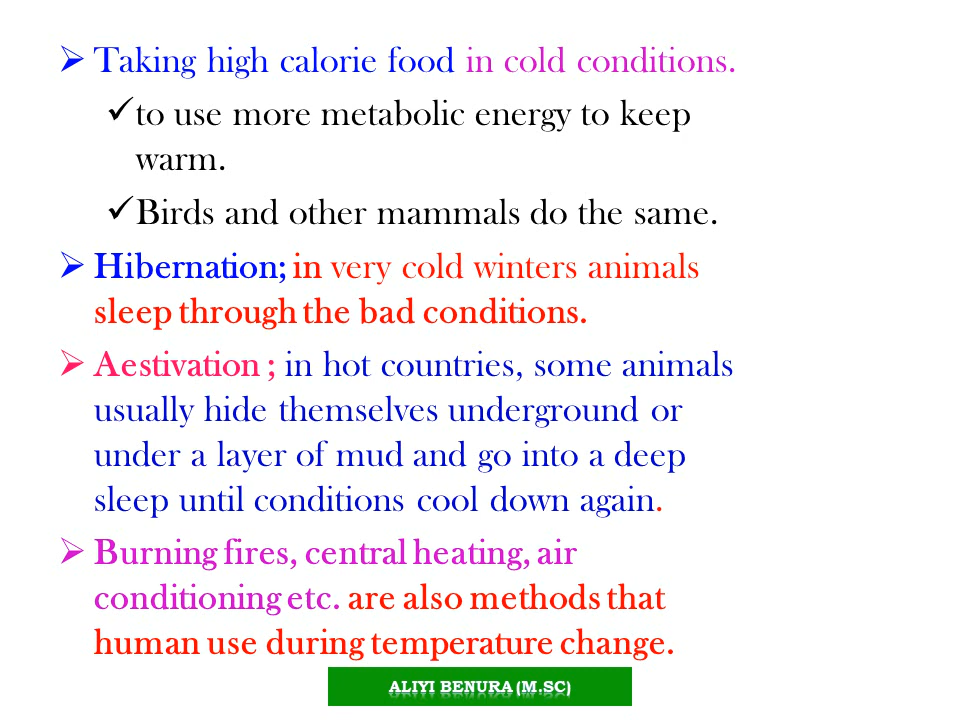 ➢ Taking high calorie food in cold conditions.
✓ to use more metabolic energy to keep
warm.
✓ Birds and other mammals do the same.
➢ Hibernation; in very cold winters animals
sleep through the bad conditions.
➢ Aestivation ; in hot countries, some animals
usually hide themselves underground or
under a layer of mud and go into a deep
sleep until conditions cool down again.
➢ Burning fires, central heating, air
conditioning etc. are also methods that
human use during temperature change.
ALIYI BENURA (M.SC)